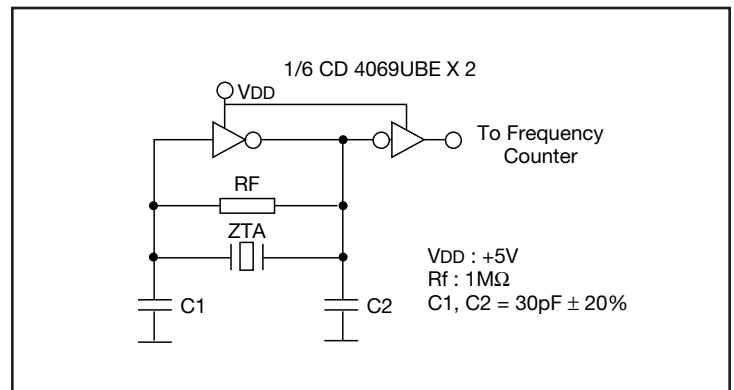 1/6 CD 4069UBE X 2
VDD
To Frequency
Counter
RF
ZTA
C1
C2
VDD : +5V
Rf : 1MΩ
C1, C2 = 30pF ± 20%